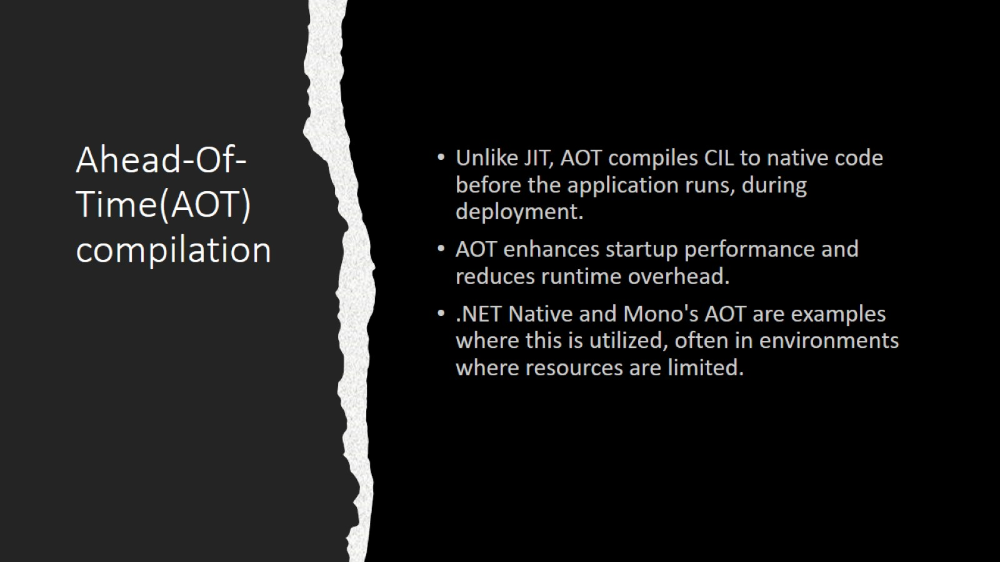 Ahead-Of-
Time(AOT)
compilation
• Unlike JIT, AOT compiles CIL to native code
before the application runs, during
deployment.
• AOT enhances startup performance and
reduces runtime overhead.
• .NET Native and Mono's AOT are examples
where this is utilized, often in environments
where resources are limited.